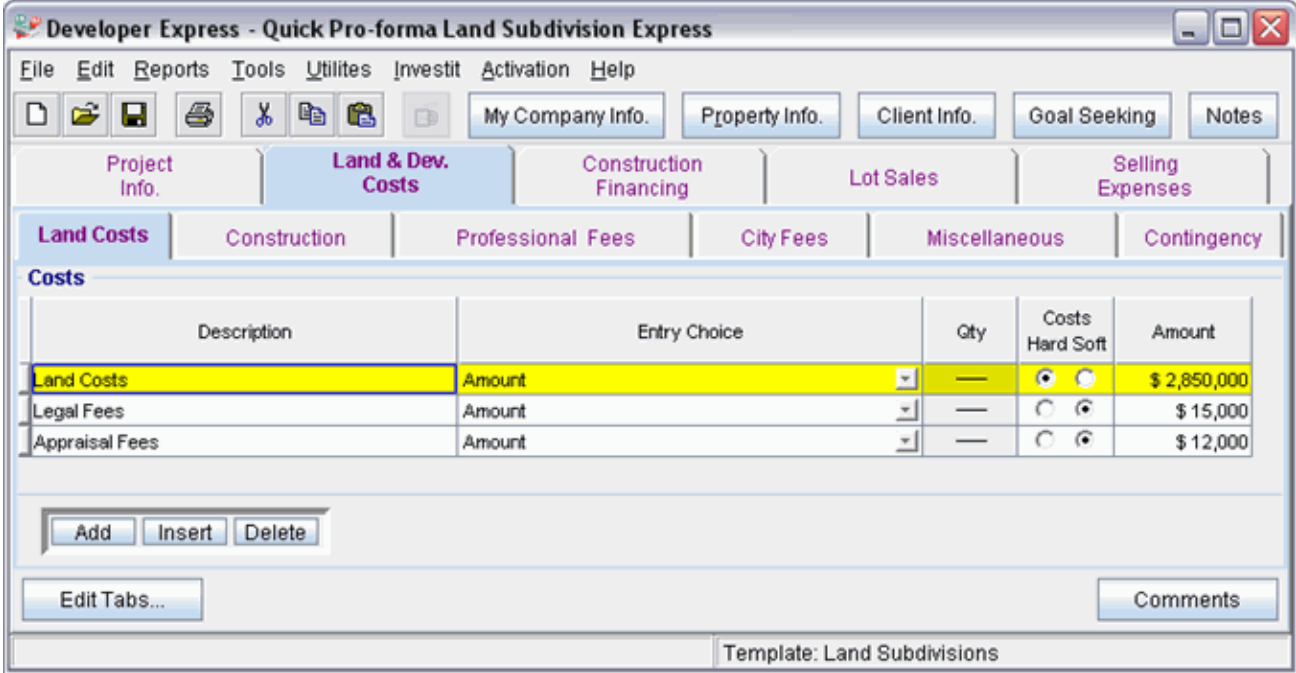 Developer Express - Quick Pro-forma Land Subdivision Express
File Edit Reports Tools Utilites Investit Activation Help
My Company Info. Property Info. Client Info. Goal Seeking Notes
Project Info. Land & Dev. Costs Construction Financing Lot Sales Selling Expenses
Land Costs Construction Professional Fees City Fees Miscellaneous Contingency
Costs
Description Entry Choice Qty Costs Hard Soft Amount
Land Costs Amount — $ 2,850,000
Legal Fees Amount — $ 15,000
Appraisal Fees Amount — $ 12,000
Add Insert Delete
Edit Tabs... Comments
Template: Land Subdivisions